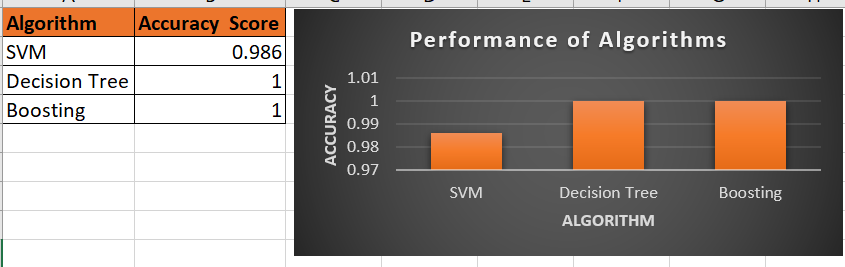 Algorithm Accuracy Score
SVM 0.986
Decision Tree 1
Boosting 1
Performance of Algorithms
ACCURACY
1.01
1
0.99
0.98
0.97
SVM Decision Tree Boosting
ALGORITHM